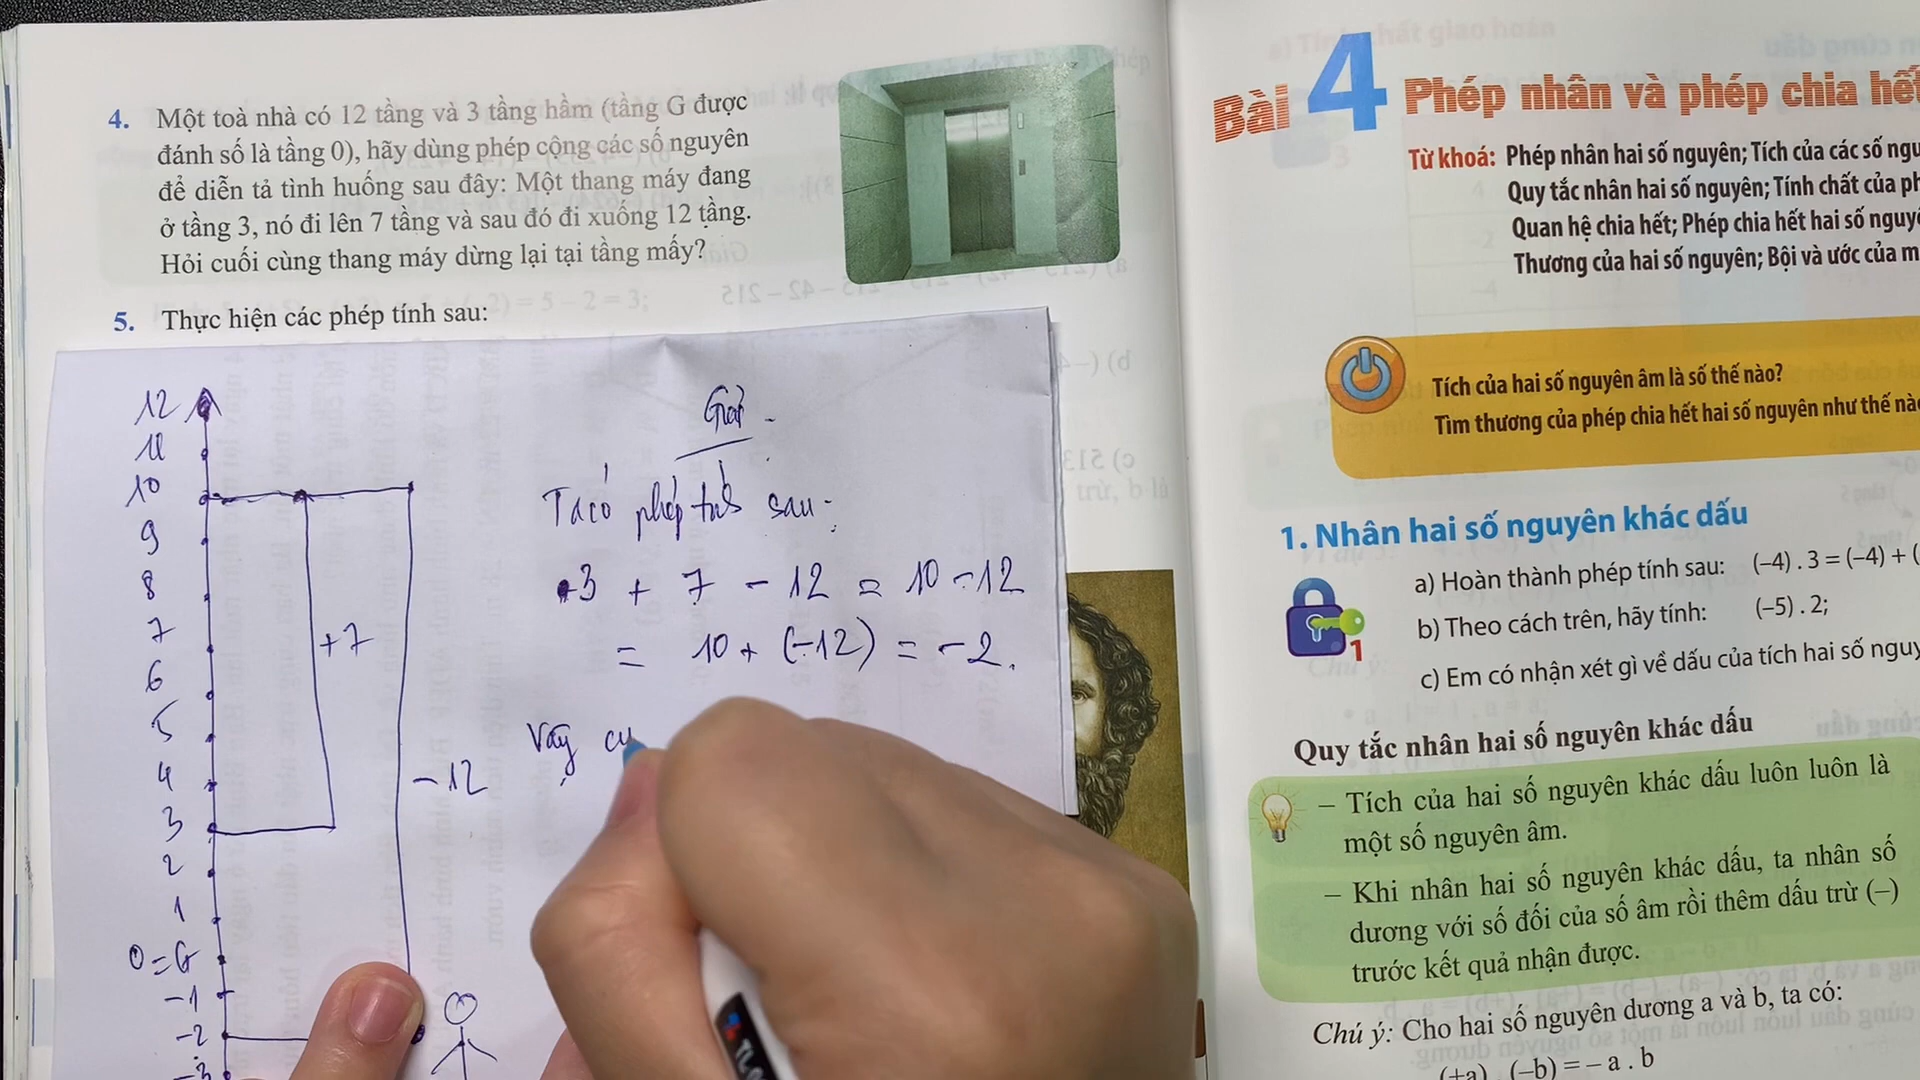 4. Một toà nhà có 12 tầng và 3 tầng hầm (tầng G được
đánh số là tầng 0), hãy dùng phép cộng các số nguyên
để diễn tả tình huống sau đây: Một thang máy đang
ở tầng 3, nó đi lên 7 tầng và sau đó đi xuống 12 tầng.
Hỏi cuối cùng thang máy dừng lại tại tầng mấy?
5. Thực hiện các phép tính sau:
12
11
10
9
8
7
6
5
4
3
2
1
0 = G
-1
-2
-3
+7
-12
Giải
Ta có phép tính sau:
3 + 7 - 12 = 10 - 12
= 10 + (-12) = -2.
Vậy cu
Bài 4 Phép nhân và phép chia hết
Từ khoá: Phép nhân hai số nguyên; Tích của các số
Quy tắc nhân hai số nguyên; Tính chất của
Quan hệ chia hết; Phép chia hết hai số
Thương của hai số nguyên; Bội và ước của
Tích của hai số nguyên âm là số thế nào?
Tìm thương của phép chia hết hai số nguyên như thế
1. Nhân hai số nguyên khác dấu
1
a) Hoàn thành phép tính sau: (–4) . 3 = (–4) + (
b) Theo cách trên, hãy tính: (–5) . 2;
c) Em có nhận xét gì về dấu của tích hai số
Quy tắc nhân hai số nguyên khác dấu
– Tích của hai số nguyên khác dấu luôn luôn là
một số nguyên âm.
– Khi nhân hai số nguyên khác dấu, ta nhân số
dương với số đối của số âm rồi thêm dấu trừ (–)
trước kết quả nhận được.
Chú ý: Cho hai số nguyên dương a và b, ta có:
(+a) . (–b) = – a . b